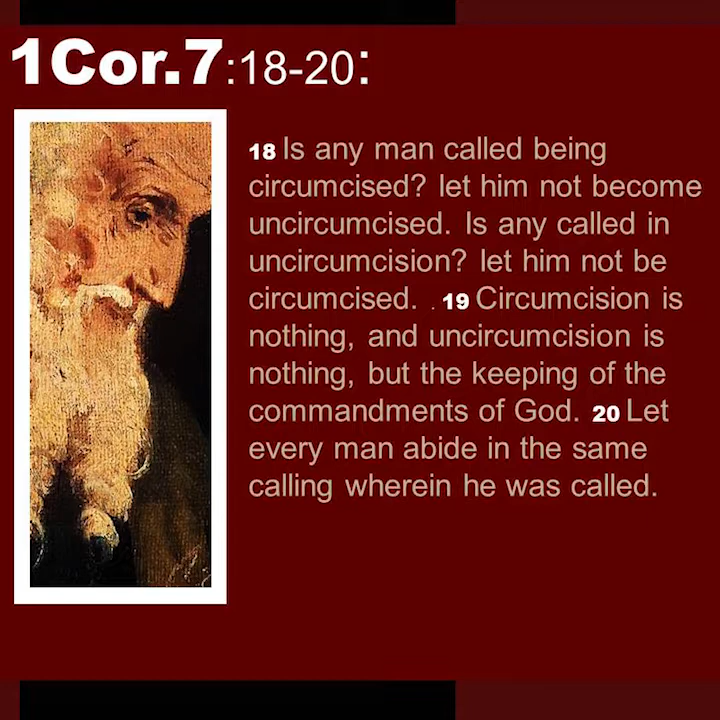 1Cor.7:18-20:
18 Is any man called being
circumcised? let him not become
uncircumcised. Is any called in
uncircumcision? let him not be
circumcised. . 19 Circumcision is
nothing, and uncircumcision is
nothing, but the keeping of the
commandments of God. 20 Let
every man abide in the same
calling wherein he was called.